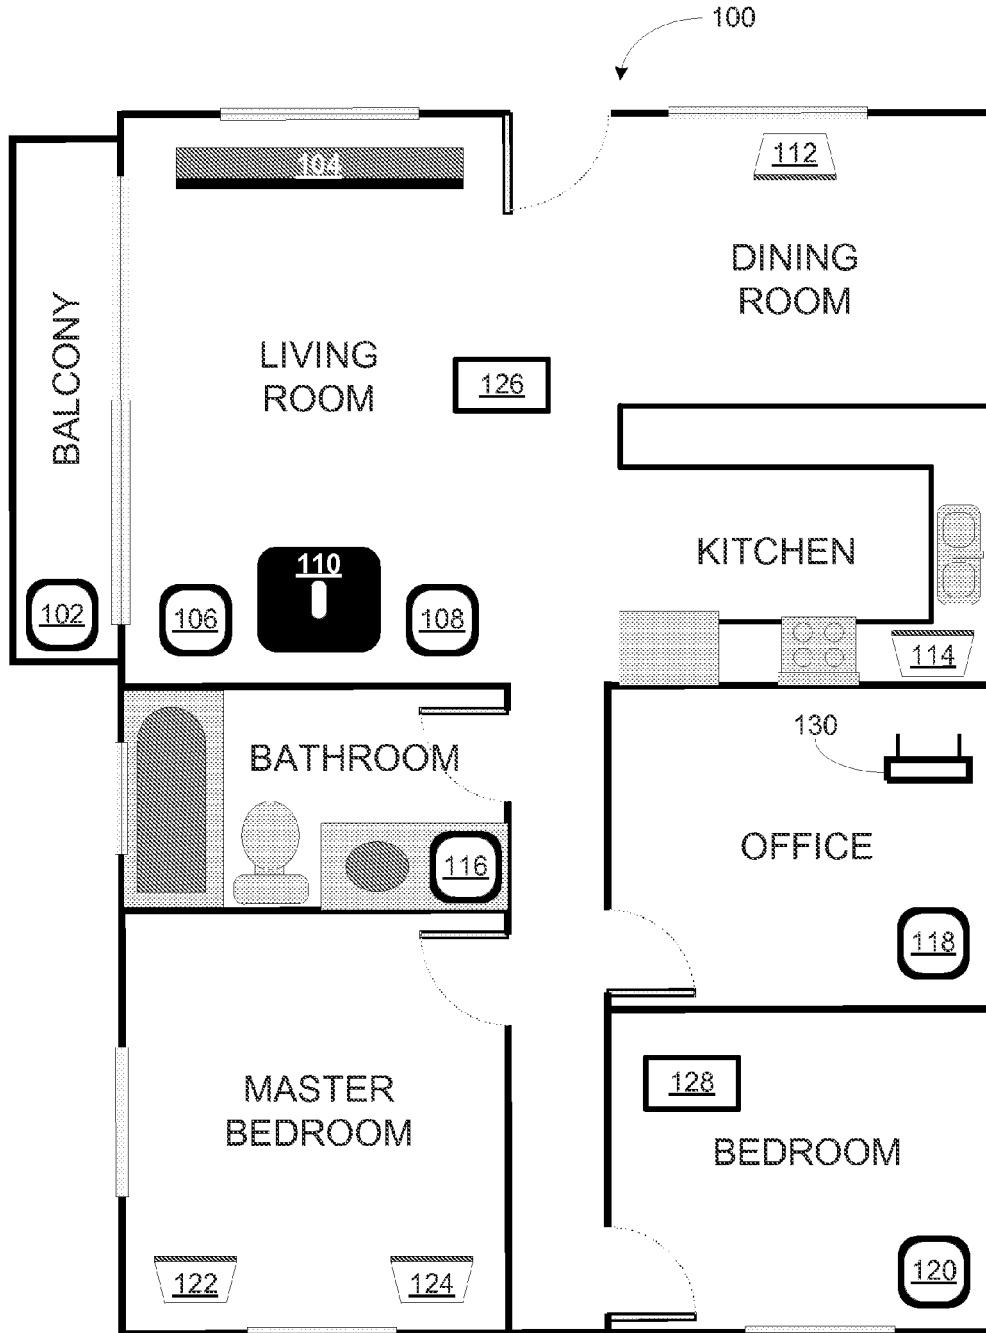 100
104
112
DINING
ROOM
BALCONY
LIVING
ROOM
126
KITCHEN
110
102
106
108
114
130
BATHROOM
OFFICE
116
118
128
MASTER
BEDROOM
BEDROOM
122
124
120